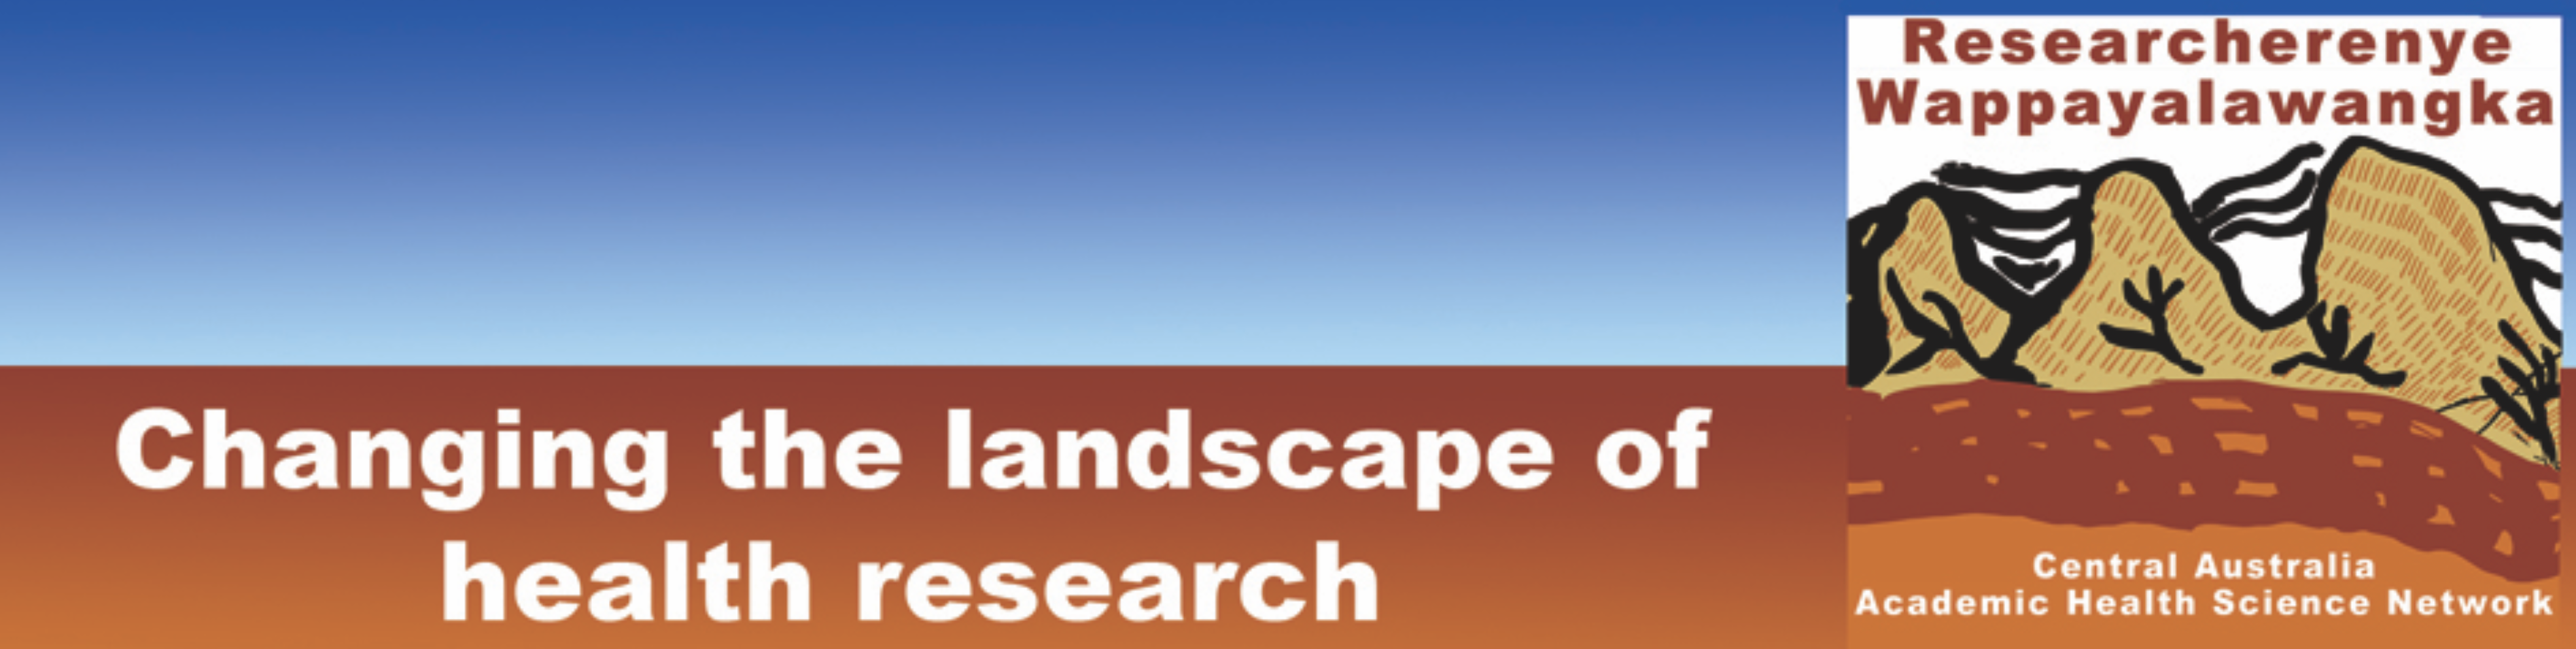 Changing the landscape of
health research
Researcherenye
Wappayalawangka
Central Australia
Academic Health Science Network